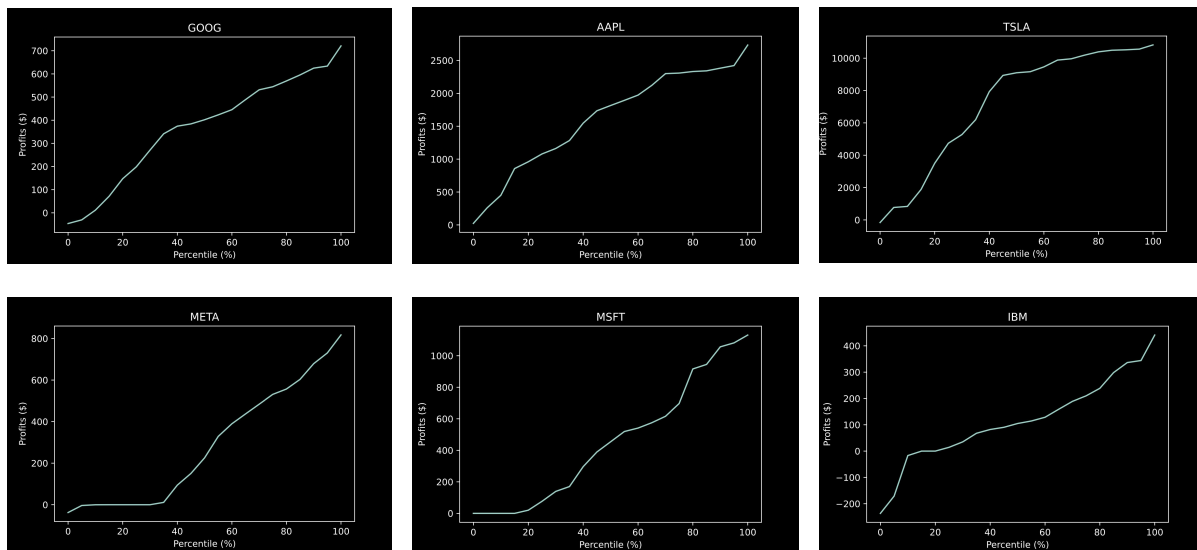 GOOG
Profits ($)
700
600
500
400
300
200
100
0
0 20 40 60 80 100
Percentile (%)
AAPL
Profits ($)
2500
2000
1500
1000
500
0
0 20 40 60 80 100
Percentile (%)
TSLA
Profits ($)
10000
8000
6000
4000
2000
0
0 20 40 60 80 100
Percentile (%)
META
Profits ($)
800
600
400
200
0
0 20 40 60 80 100
Percentile (%)
MSFT
Profits ($)
1000
800
600
400
200
0
0 20 40 60 80 100
Percentile (%)
IBM
Profits ($)
400
300
200
100
0
−100
−200
0 20 40 60 80 100
Percentile (%)